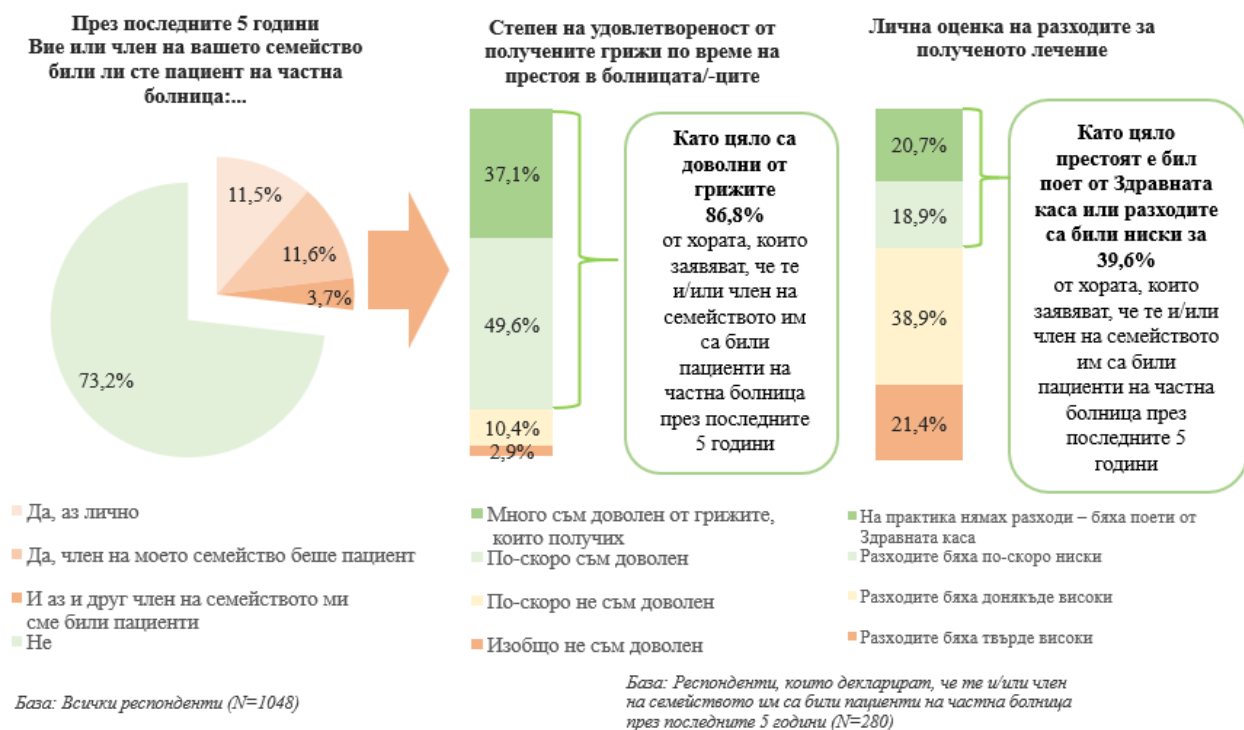 През последните 5 години
Вие или член на вашето семейство
били ли сте пациент на частна
болница:...
11,5%
11,6%
3,7%
73,2%
Да, аз лично
Да, член на моето семейство беше пациент
И аз и друг член на семейството ми
сме били пациенти
Не
База: Всички респонденти (N=1048)
Степен на удовлетвореност от
получените грижи по време на
престоя в болницата/-ците
37,1%
49,6%
10,4%
2,9%
Като цяло са
доволни от
грижите
86,8%
от хората, които
заявяват, че те
и/или член на
семейството им
са били
пациенти на
частна болница
през последните
5 години
Много съм доволен от грижите,
които получих
По-скоро съм доволен
По-скоро не съм доволен
Изобщо не съм доволен
Лична оценка на разходите за
полученото лечение
20,7%
18,9%
38,9%
21,4%
Като цяло
престоят е бил
поет от Здравната
каса или разходите
са били ниски за
39,6%
от хората, които
заявяват, че те и/или
член на семейството
им са били
пациенти на частна
болница през
последните 5
години
На практика нямах разходи – бяха поети от
Здравната каса
Разходите бяха по-скоро ниски
Разходите бяха донякъде високи
Разходите бяха твърде високи
База: Респонденти, които декларират, че те и/или член
на семейството им са били пациенти на частна болница
през последните 5 години (N=280)